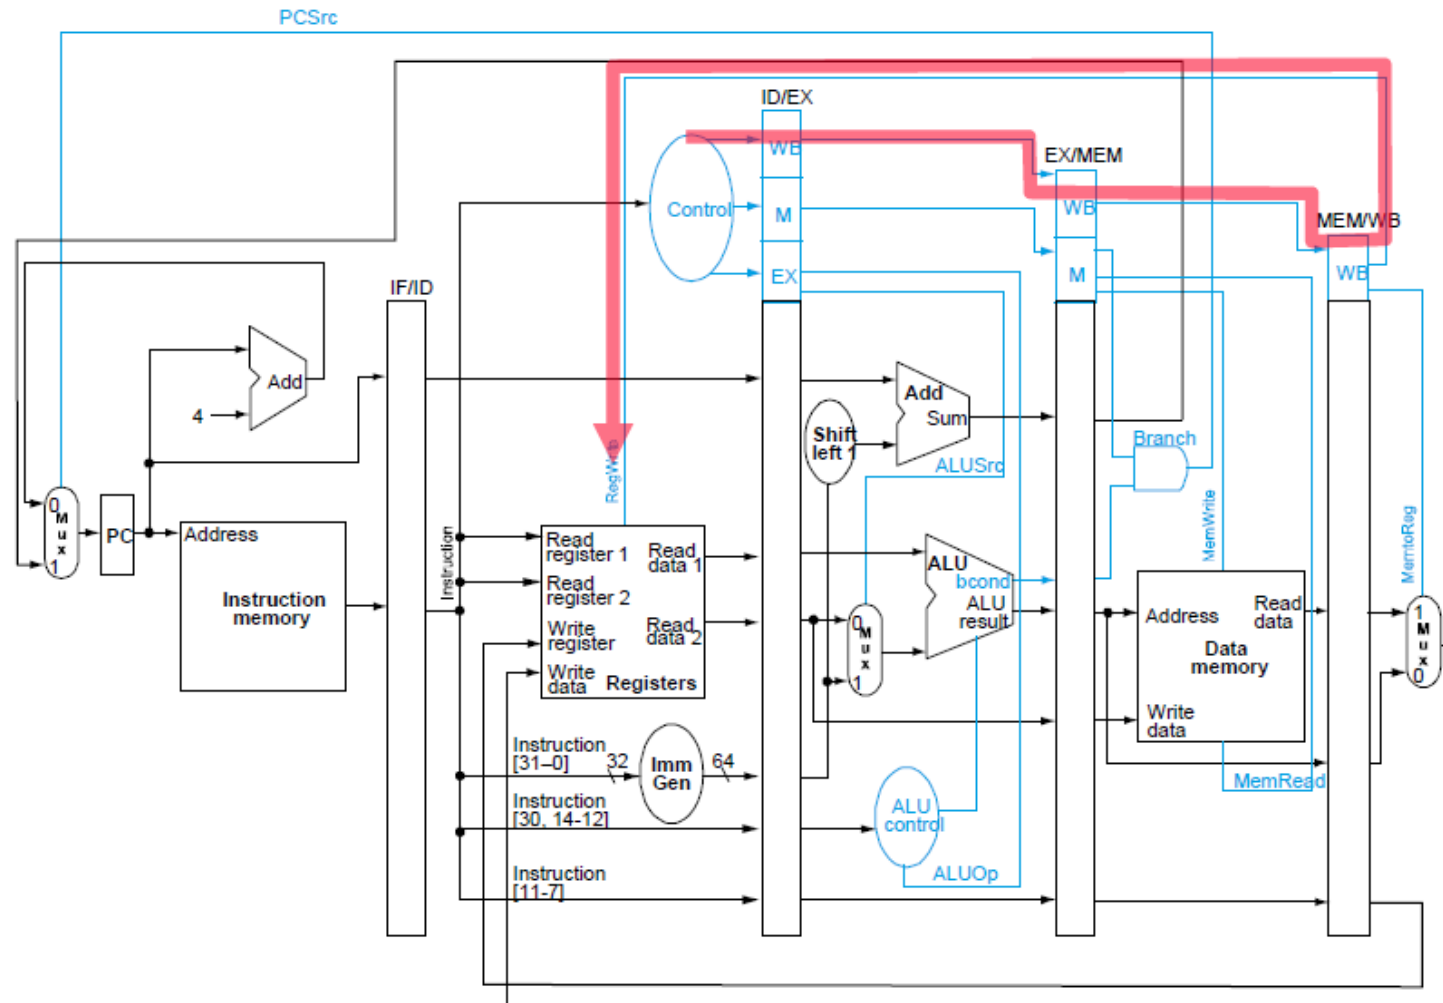 PCSrc
ID/EX
WB
EX/MEM
Control
M
WB
MEM/WB
EX
M
WB
IF/ID
Add
4
Add
Sum
Shift
left 1
Branch
ALUSrc
RegWrite
MemWrite
MemtoReg
0
M
u
x
1
PC
Address
Instruction
memory
Instruction
Read
register 1
Read
data 1
Read
register 2
Write
register
Read
data 2
Write
data
Registers
ALU
bcond
ALU
result
0
M
u
x
1
Address
Read
data
Data
memory
Write
data
1
M
u
x
0
Instruction
[31–0]
32
Imm
Gen
64
MemRead
Instruction
[30, 14-12]
ALU
control
Instruction
[11-7]
ALUOp